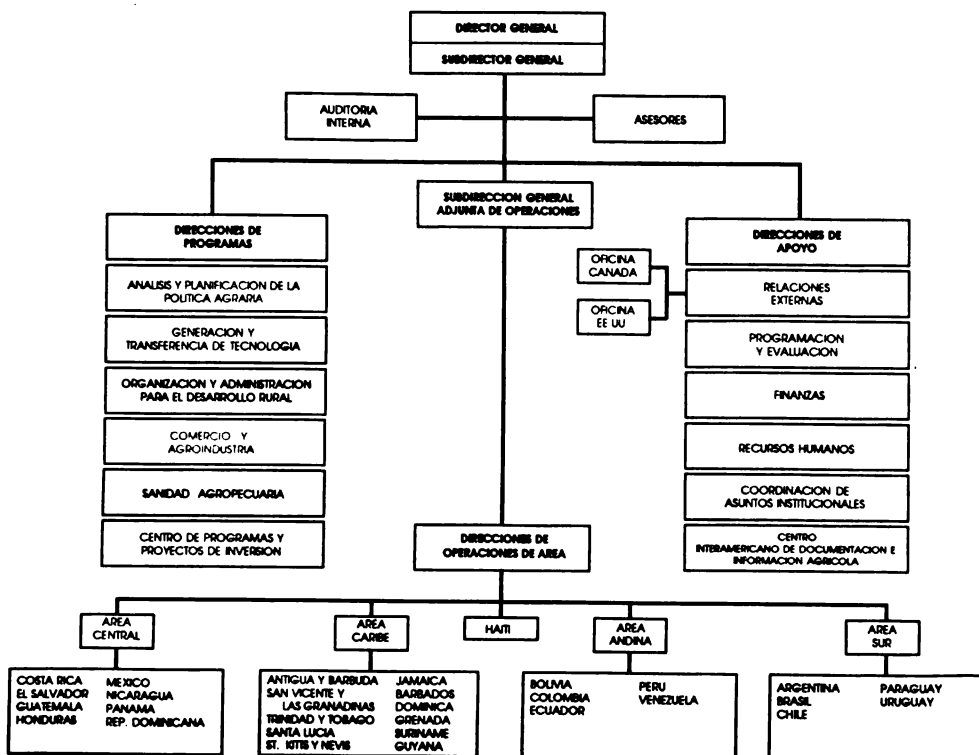 DIRECTOR GENERAL
SUBDIRECTOR GENERAL
AUDITORIA
INTERNA
ASESORES
SUBDIRECCION GENERAL
ADJUNTA DE OPERACIONES
DIRECCIONES DE
PROGRAMAS
ANALISIS Y PLANIFICACION DE LA
POLITICA AGRARIA
GENERACION Y
TRANSFERENCIA DE TECNOLOGIA
ORGANIZACION Y ADMINISTRACION
PARA EL DESARROLLO RURAL
COMERCIO Y
AGROINDUSTRIA
SANIDAD AGROPECUARIA
CENTRO DE PROGRAMAS Y
PROYECTOS DE INVERSION
DIRECCIONES DE
APOYO
OFICINA
CANADA
OFICINA
EE UU
RELACIONES
EXTERNAS
PROGRAMACION
Y EVALUACION
FINANZAS
RECURSOS HUMANOS
COORDINACION DE
ASUNTOS INSTITUCIONALES
CENTRO
INTERAMERICANO DE DOCUMENTACION E
INFORMACION AGRICOLA
DIRECCIONES DE
OPERACIONES DE AREA
AREA
CENTRAL
COSTA RICA
EL SALVADOR
GUATEMALA
HONDURAS
MEXICO
NICARAGUA
PANAMA
REP. DOMINICANA
AREA
CARIBE
ANTIGUA Y BARBUDA
SAN VICENTE Y
LAS GRANADINAS
TRINIDAD Y TOBAGO
SANTA LUCIA
ST. KITTS Y NEVIS
JAMAICA
BARBADOS
DOMINICA
GRENADA
SURINAME
GUYANA
HAITI
AREA
ANDINA
BOLIVIA
COLOMBIA
ECUADOR
PERU
VENEZUELA
AREA
SUR
ARGENTINA
BRASIL
CHILE
PARAGUAY
URUGUAY